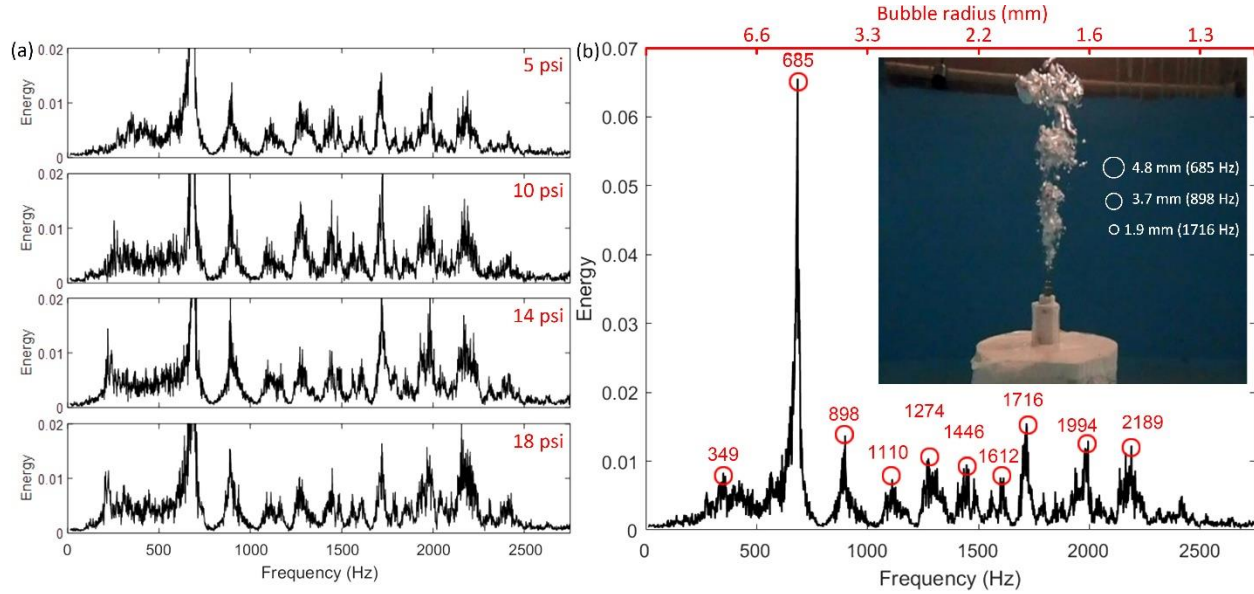 (a)
0.02
5 psi
0.01
Energy
0
0.02
10 psi
0.01
Energy
0
0.02
14 psi
0.01
Energy
0
0.02
18 psi
0.01
Energy
0
0 500 1000 1500 2000 2500
Frequency (Hz)
Bubble radius (mm)
6.6 3.3 2.2 1.6 1.3
(b)
0.07
0.06
0.05
0.04
0.03
0.02
0.01
0
Energy
685
349
898
1110
1274
1446
1612
1716
1994
2189
4.8 mm (685 Hz)
3.7 mm (898 Hz)
1.9 mm (1716 Hz)
0 500 1000 1500 2000 2500
Frequency (Hz)